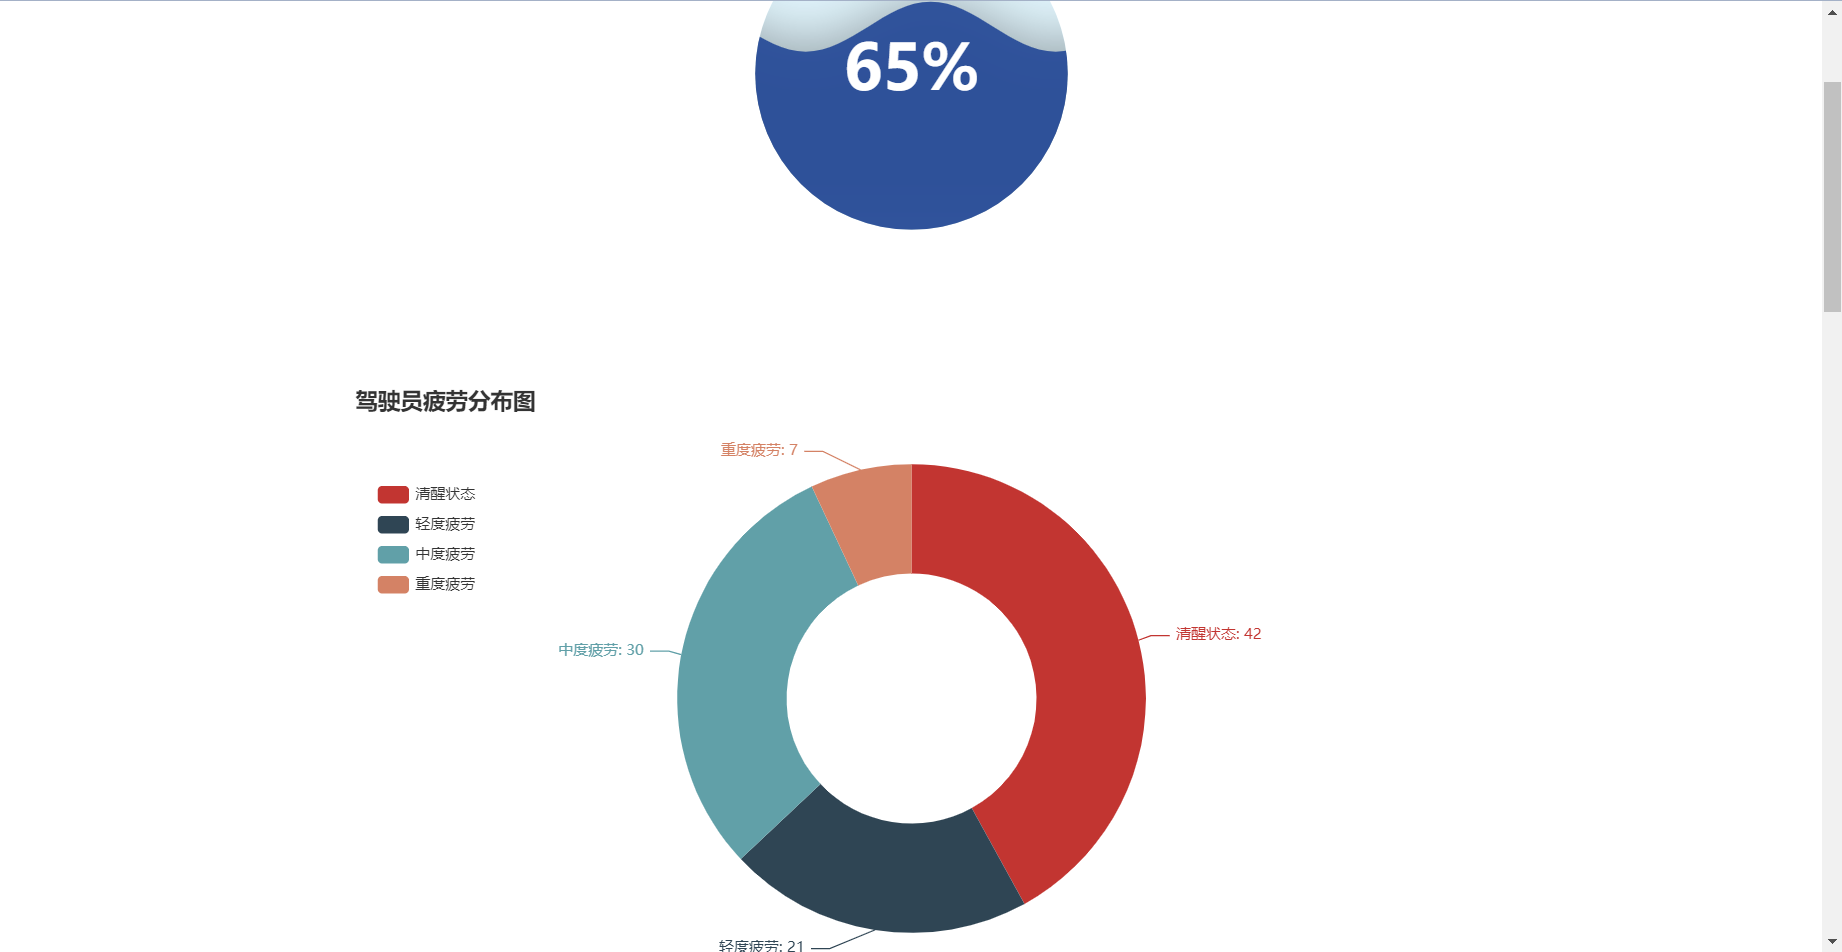 65%
驾驶员疲劳分布图
重度疲劳: 7
清醒状态
轻度疲劳
中度疲劳
重度疲劳
清醒状态: 42
中度疲劳: 30
轻度疲劳: 21